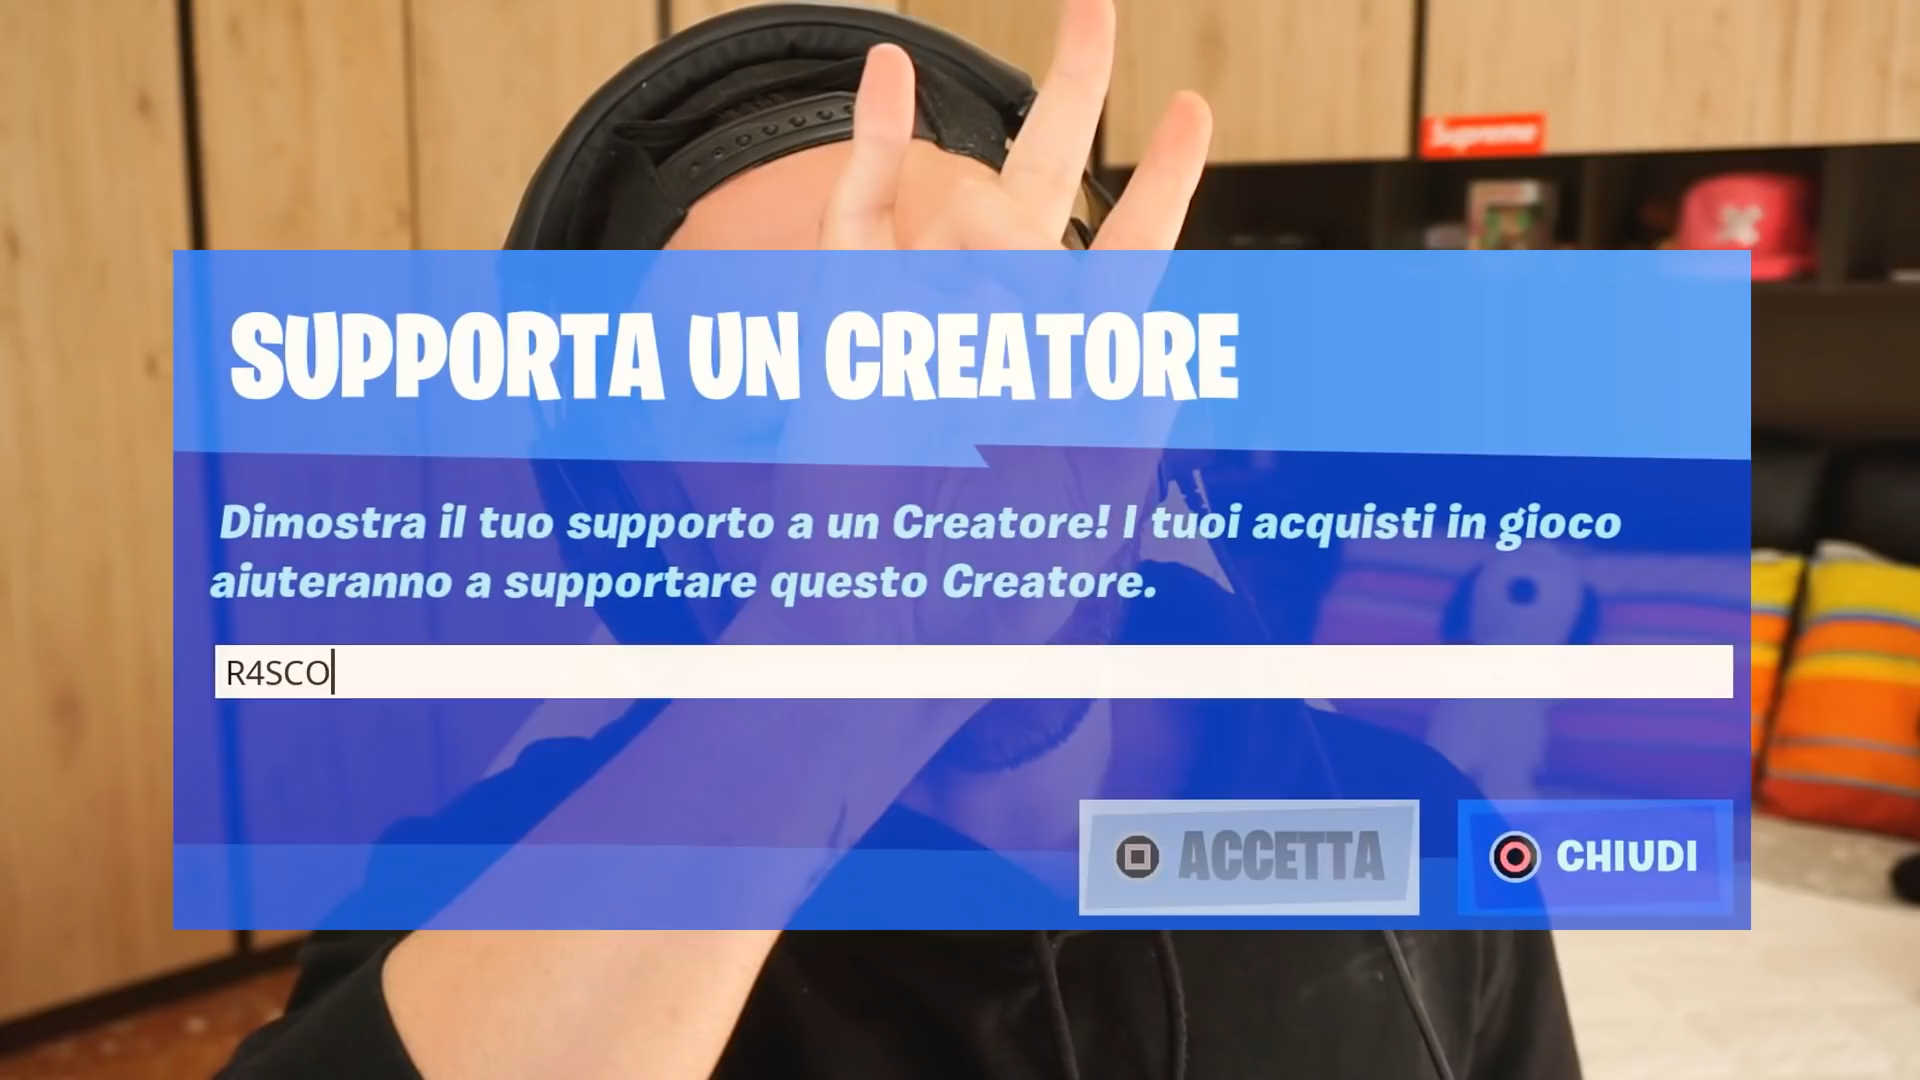 Supreme
SUPPORTA UN CREATORE
Dimostra il tuo supporto a un Creatore! I tuoi acquisti in gioco
aiuteranno a supportare questo Creatore.
R4SCO
ACCETTA
CHIUDI